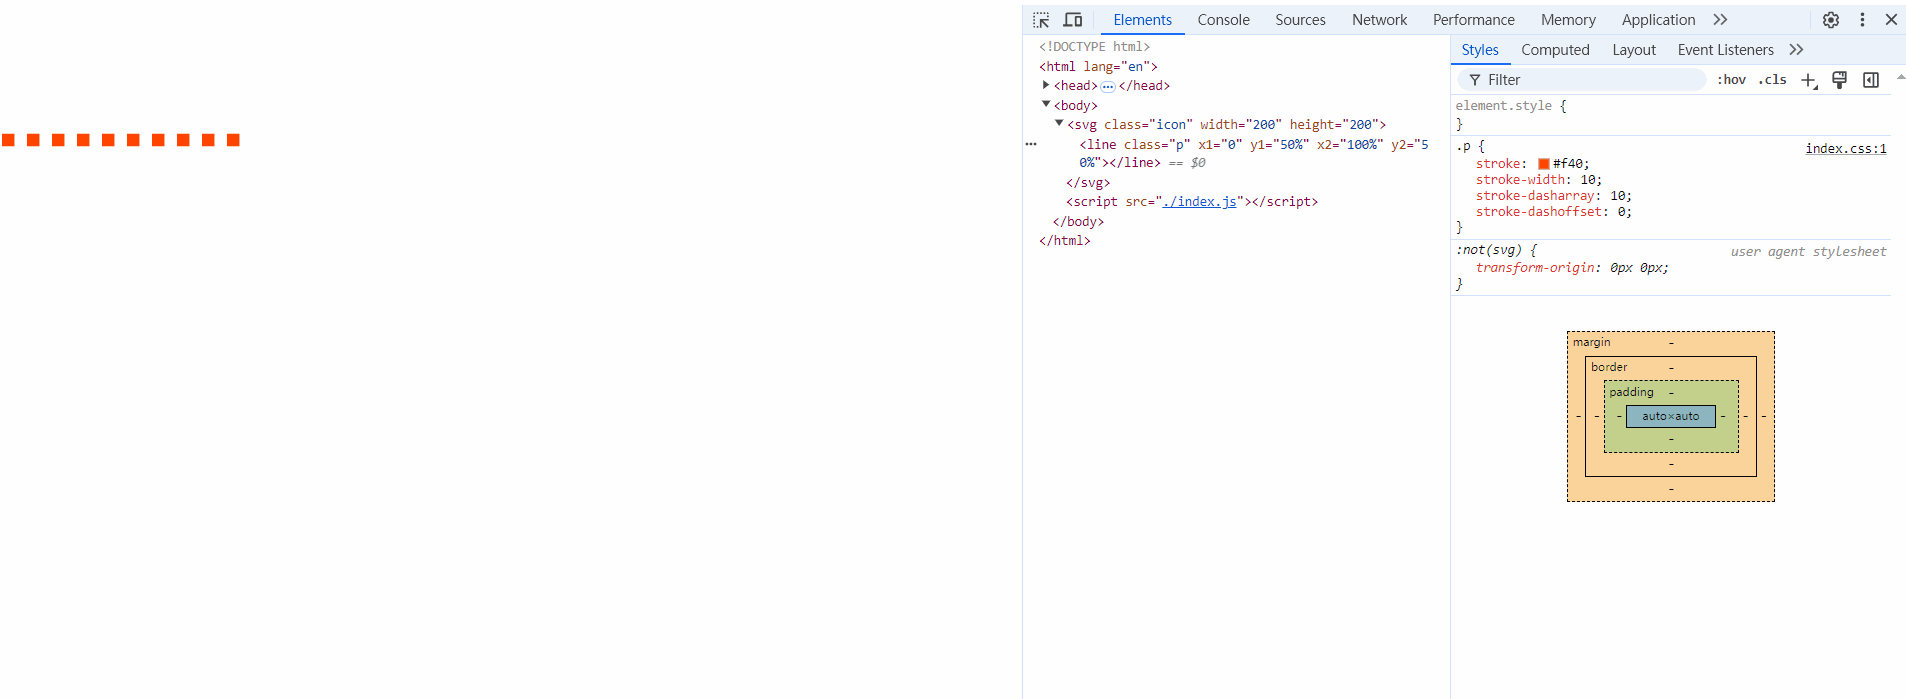 Elements Console Sources Network Performance Memory Application
<!DOCTYPE html>
<html lang="en">
<head> ⋯ </head>
<body>
<svg class="icon" width="200" height="200">
<line class="p" x1="0" y1="50%" x2="100%" y2="5
0%"></line> == $0
</svg>
<script src="./index.js"></script>
</body>
</html>
Styles Computed Layout Event Listeners
Filter :hov .cls
element.style {
}
.p { index.css:1
stroke: #f40;
stroke-width: 10;
stroke-dasharray: 10;
stroke-dashoffset: 0;
}
:not(svg) { user agent stylesheet
transform-origin: 0px 0px;
}
margin -
border -
padding -
- - - auto×auto - - -
-
-
-